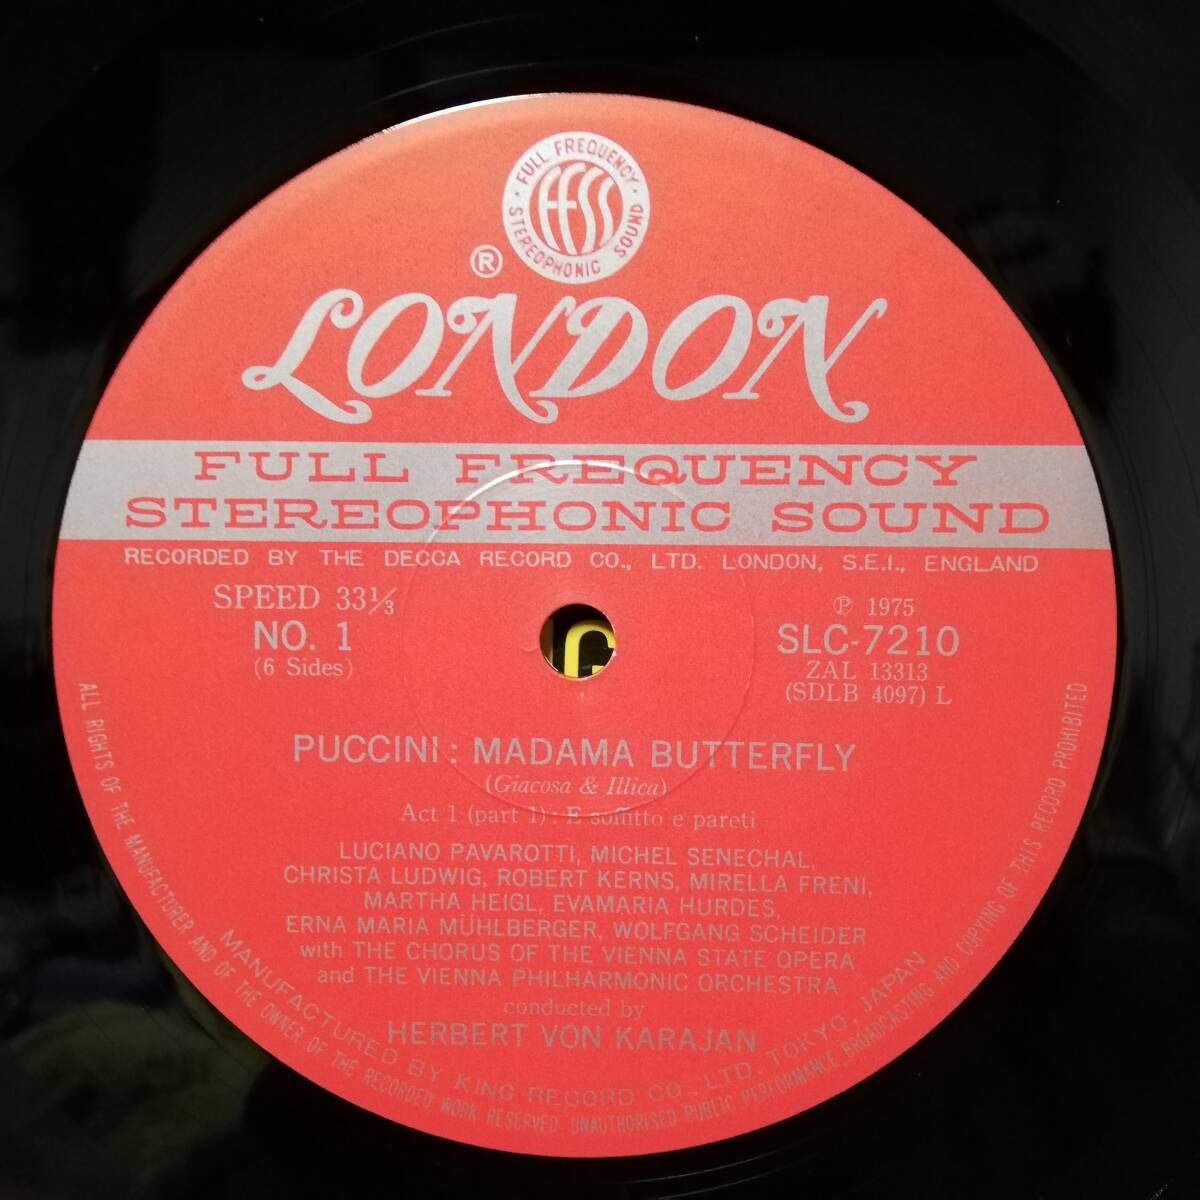 · FULL FREQUENCY ·
STEREOPHONIC SOUND
FFSS
®
LONDON
FULL FREQUENCY
STEREOPHONIC SOUND
RECORDED BY THE DECCA RECORD CO., LTD. LONDON, S.E.I., ENGLAND
SPEED 33⅓
NO. 1
(6 Sides)
℗ 1975
SLC-7210
ZAL 13313
(SDLB 4097) L
PUCCINI : MADAMA BUTTERFLY
(Giacosa & Illica)
Act 1 (part 1) : E soffitto e pareti
LUCIANO PAVAROTTI, MICHEL SENECHAL,
CHRISTA LUDWIG, ROBERT KERNS, MIRELLA FRENI,
MARTHA HEIGL, EVAMARIA HURDES,
ERNA MARIA MÜHLBERGER, WOLFGANG SCHEIDER
with THE CHORUS OF THE VIENNA STATE OPERA
and THE VIENNA PHILHARMONIC ORCHESTRA
conducted by
HERBERT VON KARAJAN
MANUFACTURED BY KING RECORD CO., LTD. TOKYO, JAPAN
ALL RIGHTS OF THE MANUFACTURER AND OF THE OWNER OF THE RECORDED WORK RESERVED. UNAUTHORISED PUBLIC PERFORMANCE, BROADCASTING AND COPYING OF THIS RECORD PROHIBITED